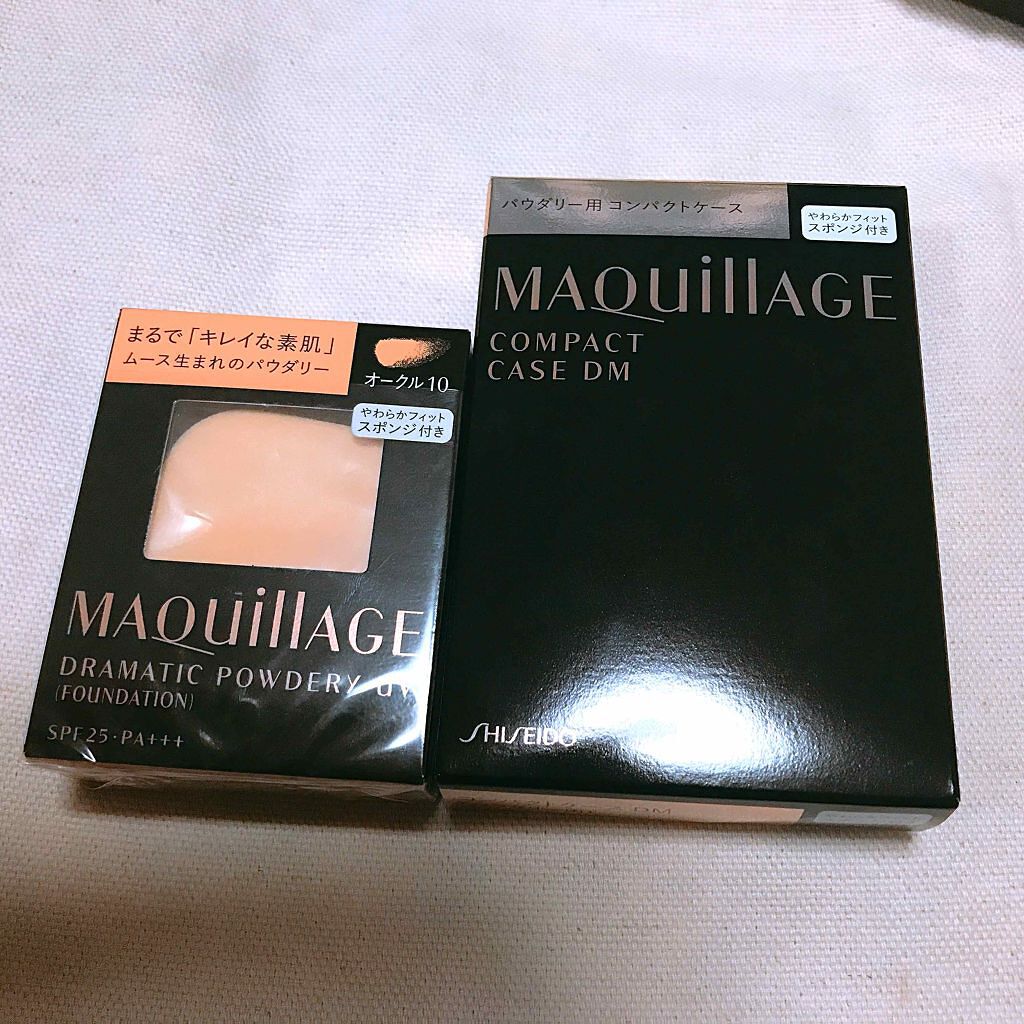 まるで「キレイな素肌」
ムース生まれのパウダリー
オークル10
やわらかフィット
スポンジ付き
MAQuillAGE
DRAMATIC POWDERY UV
(FOUNDATION)
SPF25・PA+++
パウダリー用 コンパクトケース
やわらかフィット
スポンジ付き
MAQuillAGE
COMPACT
CASE DM
SHISEIDO
DM